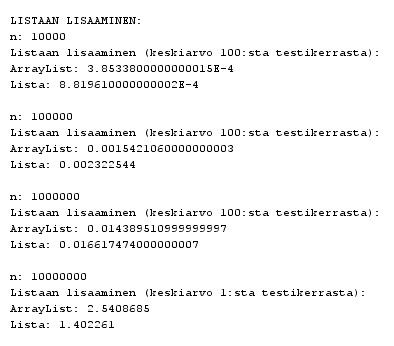 LISTAAN LISAAMINEN:
n: 10000
Listaan lisaaminen (keskiarvo 100:sta testikerrasta):
ArrayList: 3.8533800000000015E-4
Lista: 8.819610000000002E-4
n: 100000
Listaan lisaaminen (keskiarvo 100:sta testikerrasta):
ArrayList: 0.0015421060000000003
Lista: 0.002322544
n: 1000000
Listaan lisaaminen (keskiarvo 100:sta testikerrasta):
ArrayList: 0.014389510999999997
Lista: 0.016617474000000007
n: 10000000
Listaan lisaaminen (keskiarvo 1:sta testikerrasta):
ArrayList: 2.5408685
Lista: 1.402261